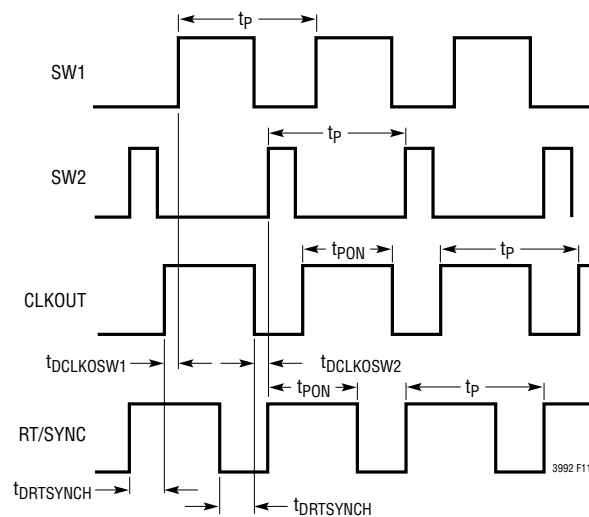 tP
SW1
tP
SW2
tPON
tP
CLKOUT
tDCLKOSW1
tDCLKOSW2
tPON
tP
RT/SYNC
3992 F11
tDRTSYNCH
tDRTSYNCH